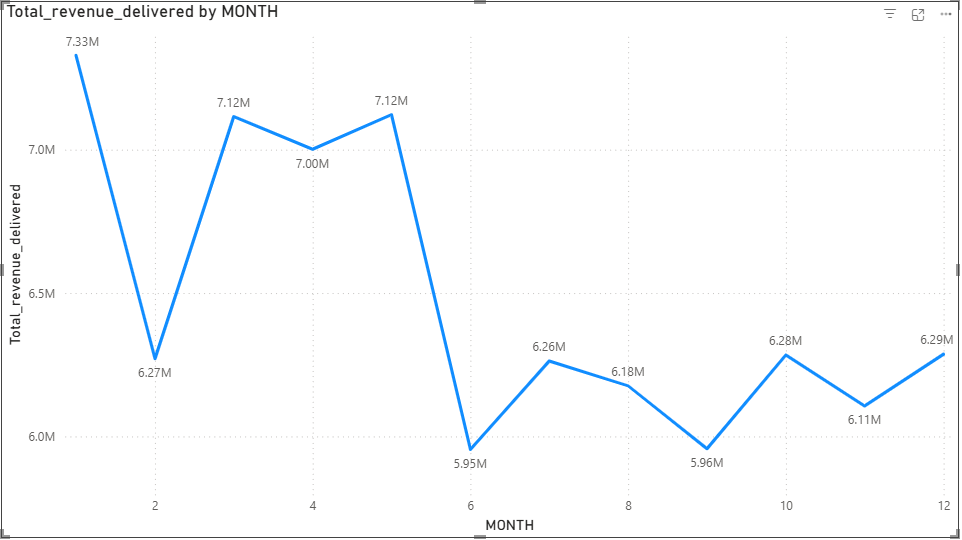 Total_revenue_delivered by MONTH
7.33M
7.12M
7.12M
7.0M
7.00M
6.5M
6.27M
6.26M
6.18M
6.28M
6.29M
6.11M
6.0M
5.95M
5.96M
Total_revenue_delivered
2
4
6
8
10
12
MONTH